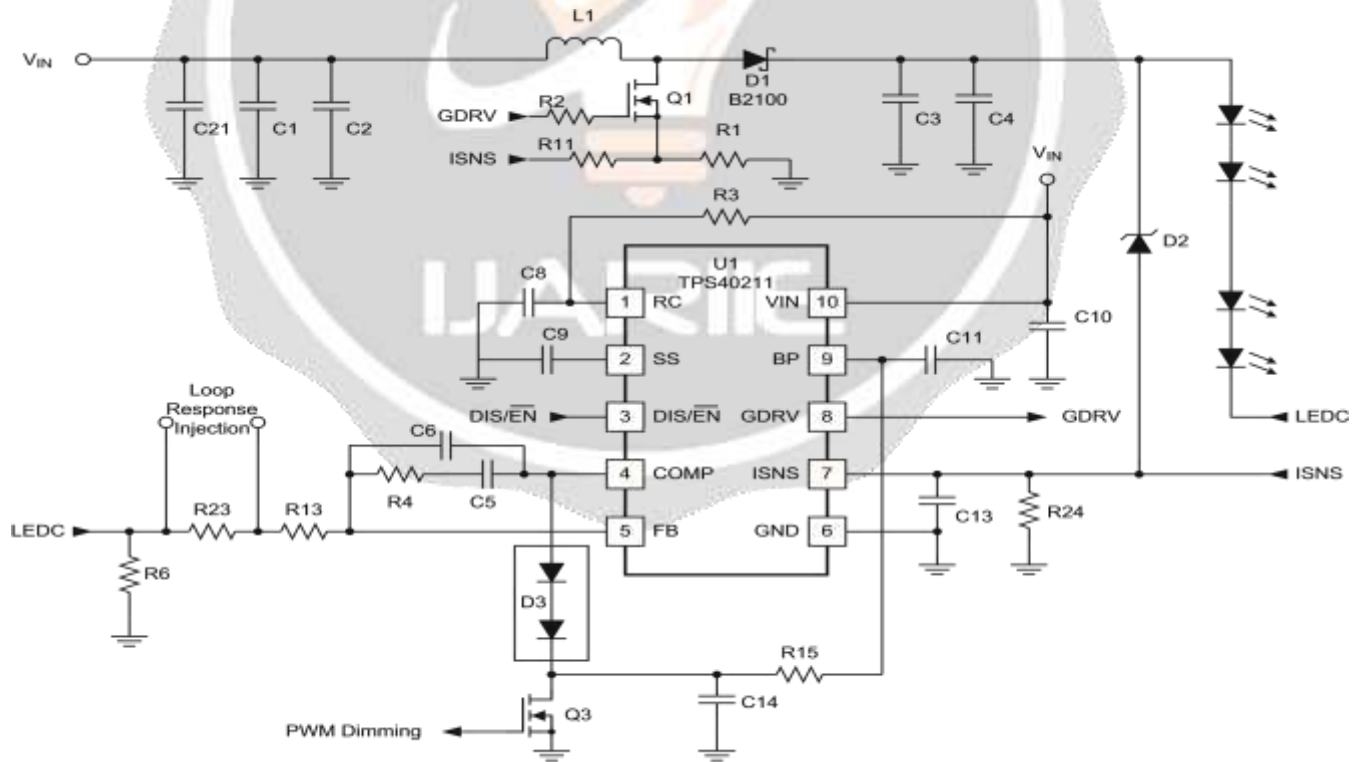 L1
VIN
D1
B2100
Q1
R2
GDRV
C21
C1
C2
R11
R1
ISNS
C3
C4
VIN
R3
D2
U1
TPS40211
C8
1 RC
VIN 10
C10
C9
2 SS
BP 9
C11
Loop
Response
Injection
DIS/EN
3 DIS/EN
GDRV 8
GDRV
LEDC
C6
4 COMP
ISNS 7
ISNS
R4
C5
C13
R24
LEDC
R23
R13
5 FB
GND 6
R6
D3
R15
C14
Q3
PWM Dimming
IJARIIE